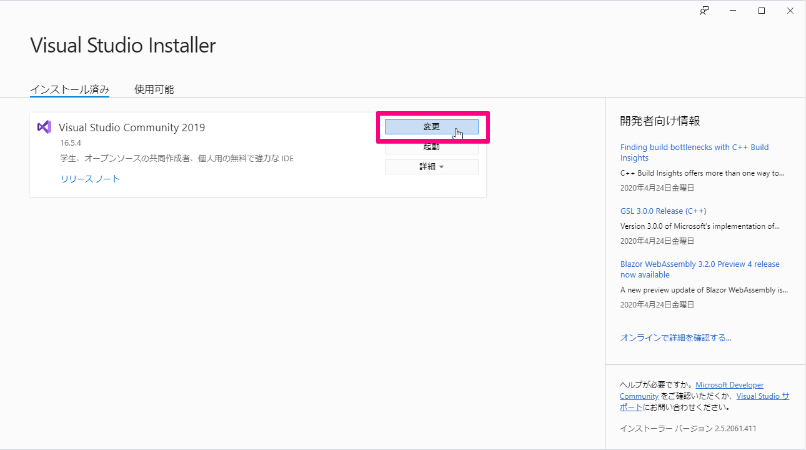 Visual Studio Installer
インストール済み
使用可能
Visual Studio Community 2019
16.5.4
学生、オープンソースの共同作成者、個人用の無料で強力な IDE
リリース ノート
変更
起動
詳細
開発者向け情報
Finding build bottlenecks with C++ Build
Insights
C++ Build Insights offers more than one way to...
2020年4月24日金曜日
GSL 3.0.0 Release (C++)
Version 3.0.0 of Microsoft's implementation of...
2020年4月24日金曜日
Blazor WebAssembly 3.2.0 Preview 4 release
now available
A new preview update of Blazor WebAssembly is...
2020年4月24日金曜日
オンラインで詳細を確認する...
ヘルプが必要ですか。Microsoft Developer
Community をご確認いただくか、Visual Studio サ
ポートにお問い合わせください。
インストーラー バージョン 2.5.2061.411